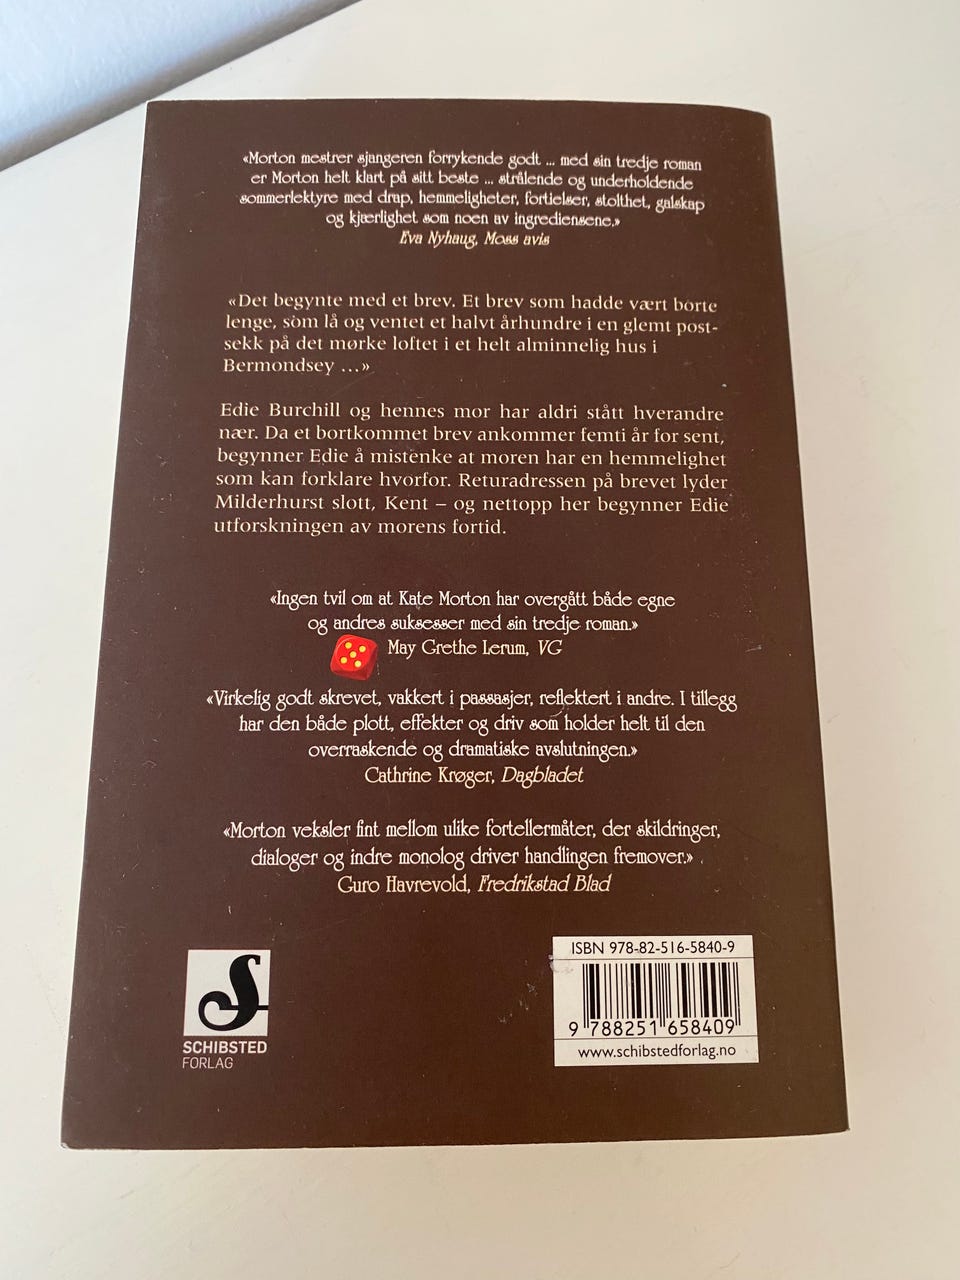 «Morton mestrer sjangeren forrykende godt ... med sin tredje roman
er Morton helt klart på sitt beste ... strålende og underholdende
sommerlektyre med drap, hemmeligheter, fortielser, stolthet, galskap
og kjærlighet som noen av ingrediensene.»
Eva Nyhaug, Moss avis
«Det begynte med et brev. Et brev som hadde vært borte
lenge, som lå og ventet et halvt århundre i en glemt post-
sekk på det mørke loftet i et helt alminnelig hus i
Bermondsey ...»
Edie Burchill og hennes mor har aldri stått hverandre
nær. Da et bortkommet brev ankommer femti år for sent,
begynner Edie å mistenke at moren har en hemmelighet
som kan forklare hvorfor. Returadressen på brevet lyder
Milderhurst slott, Kent – og nettopp her begynner Edie
utforskningen av morens fortid.
«Ingen tvil om at Kate Morton har overgått både egne
og andres suksesser med sin tredje roman.»
May Grethe Lerum, VG
«Virkelig godt skrevet, vakkert i passasjer, reflektert i andre. I tillegg
har den både plott, effekter og driv som holder helt til den
overraskende og dramatiske avslutningen.»
Cathrine Krøger, Dagbladet
«Morton veksler fint mellom ulike fortellermåter, der skildringer,
dialoger og indre monolog driver handlingen fremover.»
Guro Havrevold, Fredrikstad Blad
S
SCHIBSTED
FORLAG
ISBN 978-82-516-5840-9
9 788251 658409
www.schibstedforlag.no